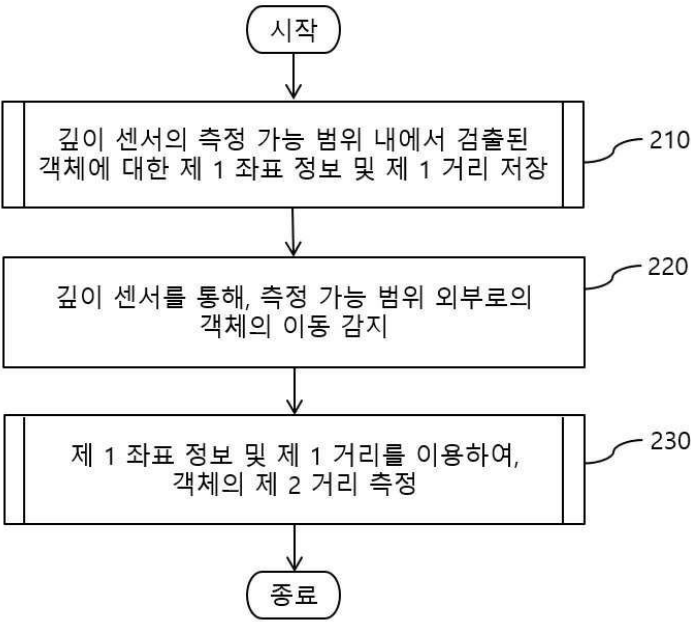 시작
깊이 센서의 측정 가능 범위 내에서 검출된
객체에 대한 제 1 좌표 정보 및 제 1 거리 저장
210
깊이 센서를 통해, 측정 가능 범위 외부로의
객체의 이동 감지
220
제 1 좌표 정보 및 제 1 거리를 이용하여,
객체의 제 2 거리 측정
230
종료